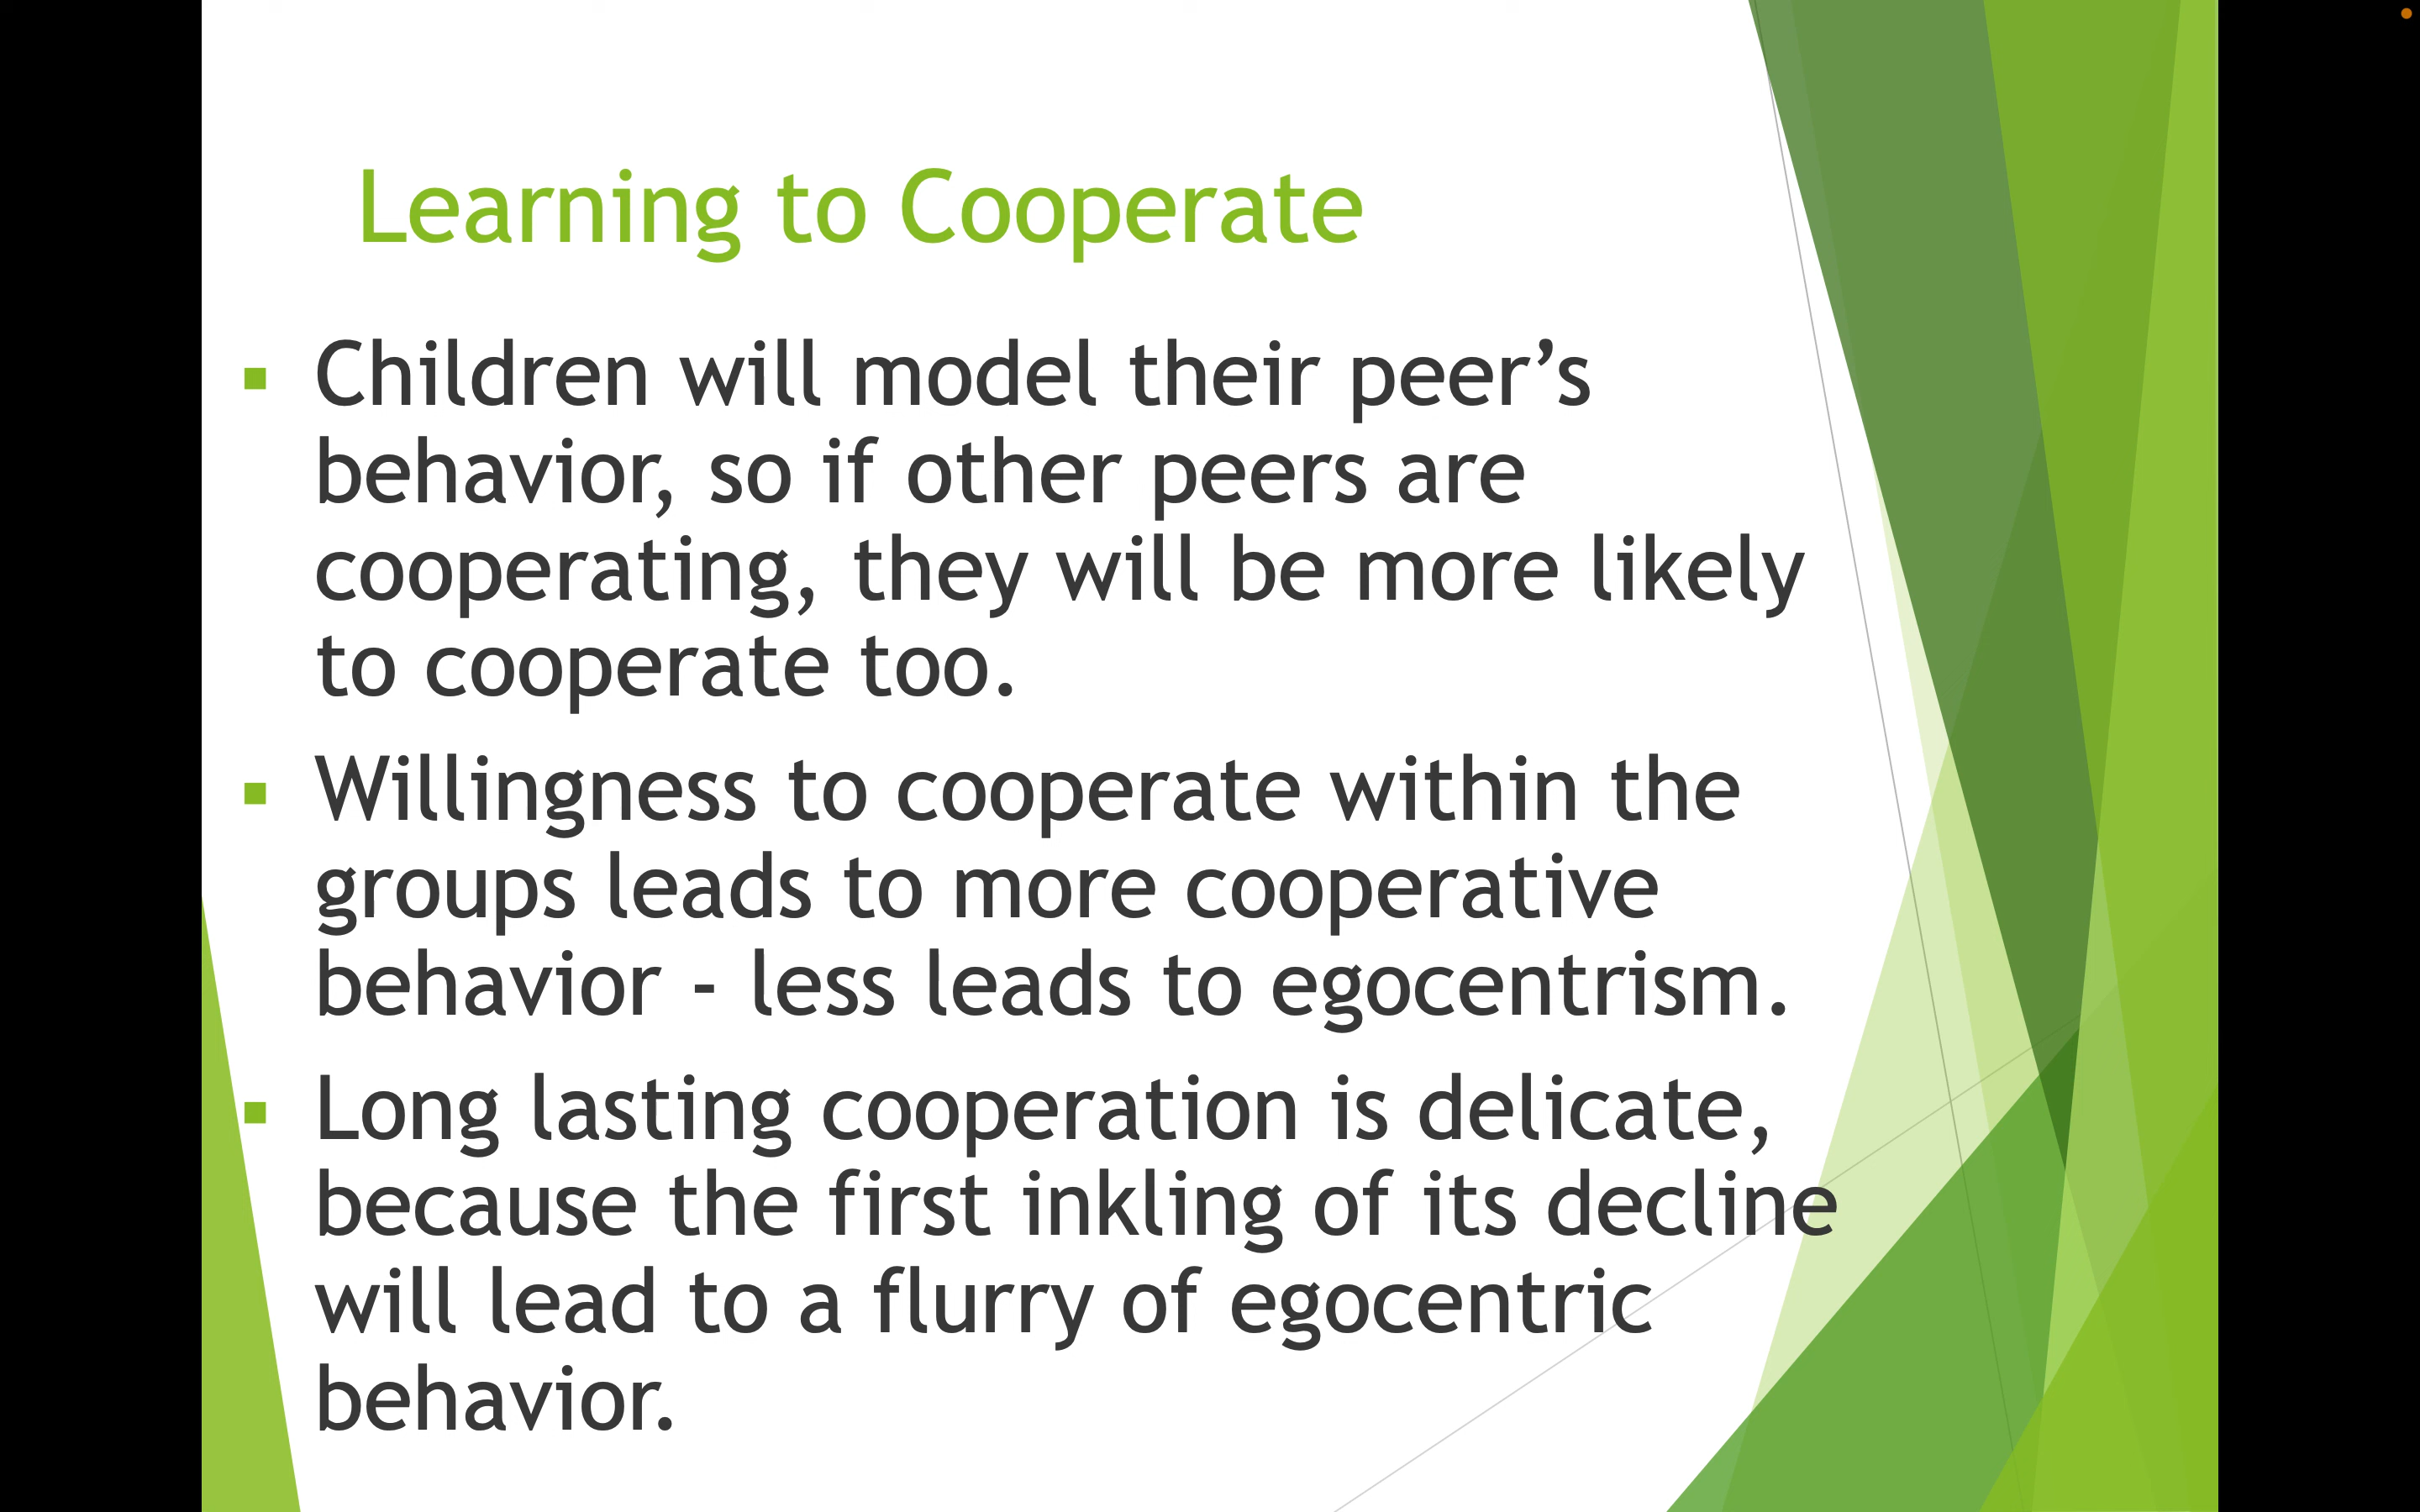 Learning to Cooperate
Children will model their peer’s
behavior, so if other peers are
cooperating, they will be more likely
to cooperate too.
Willingness to cooperate within the
groups leads to more cooperative
behavior - less leads to egocentrism.
Long lasting cooperation is delicate,
because the first inkling of its decline
will lead to a flurry of egocentric
behavior.